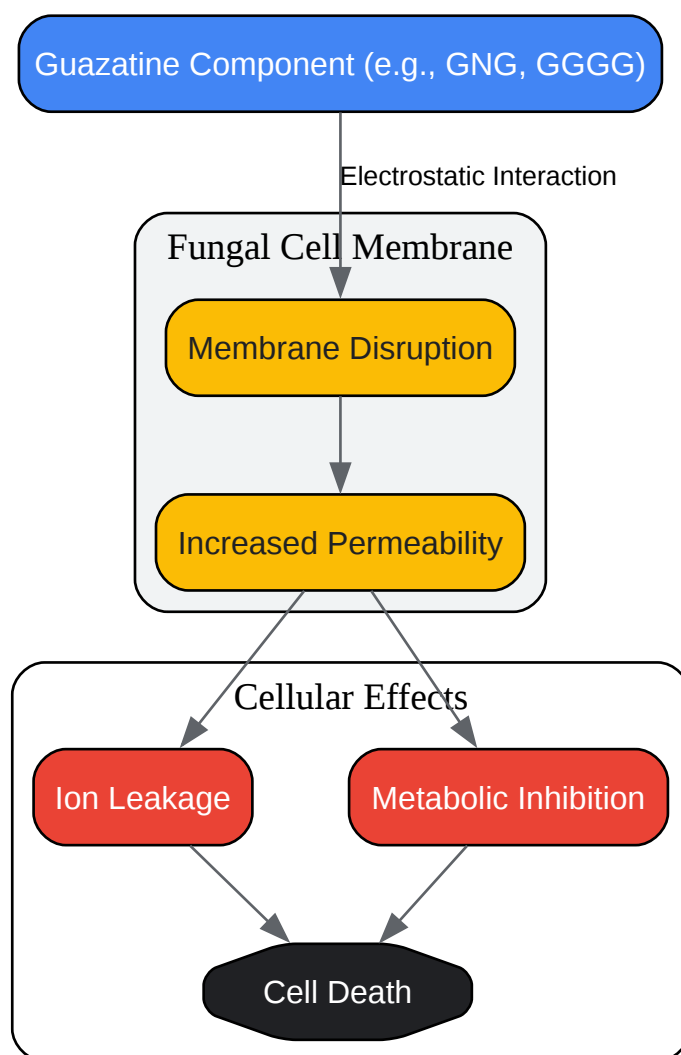 Guazatine Component (e.g., GNG, GGGG)
Electrostatic Interaction
Fungal Cell Membrane
Membrane Disruption
Increased Permeability
Cellular Effects
Ion Leakage
Metabolic Inhibition
Cell Death